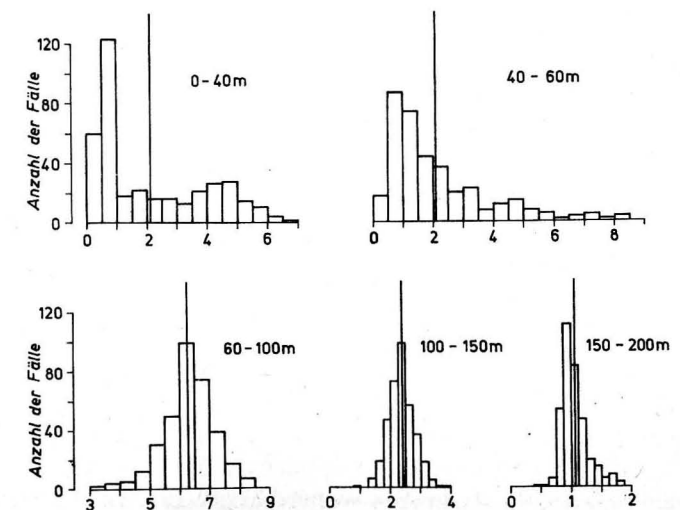 Anzahl der Fälle
120
80
40
0
0-40m
0 2 4 6
40-60m
0 2 4 6 8
Anzahl der Fälle
120
80
40
0
60-100m
3 5 7 9
100-150m
0 2 4
150-200m
0 1 2